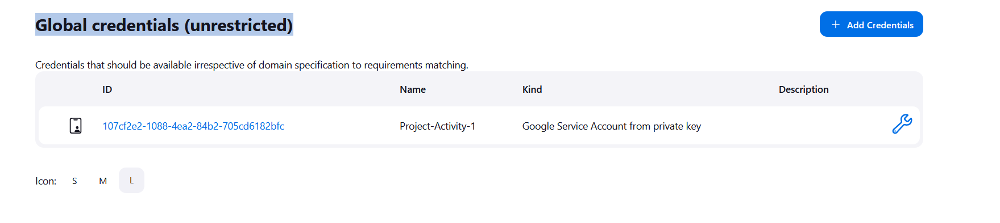 Global credentials (unrestricted)
+ Add Credentials
Credentials that should be available irrespective of domain specification to requirements matching.
ID Name Kind Description
107cf2e2-1088-4ea2-84b2-705cd6182bfc Project-Activity-1 Google Service Account from private key
Icon: S M L